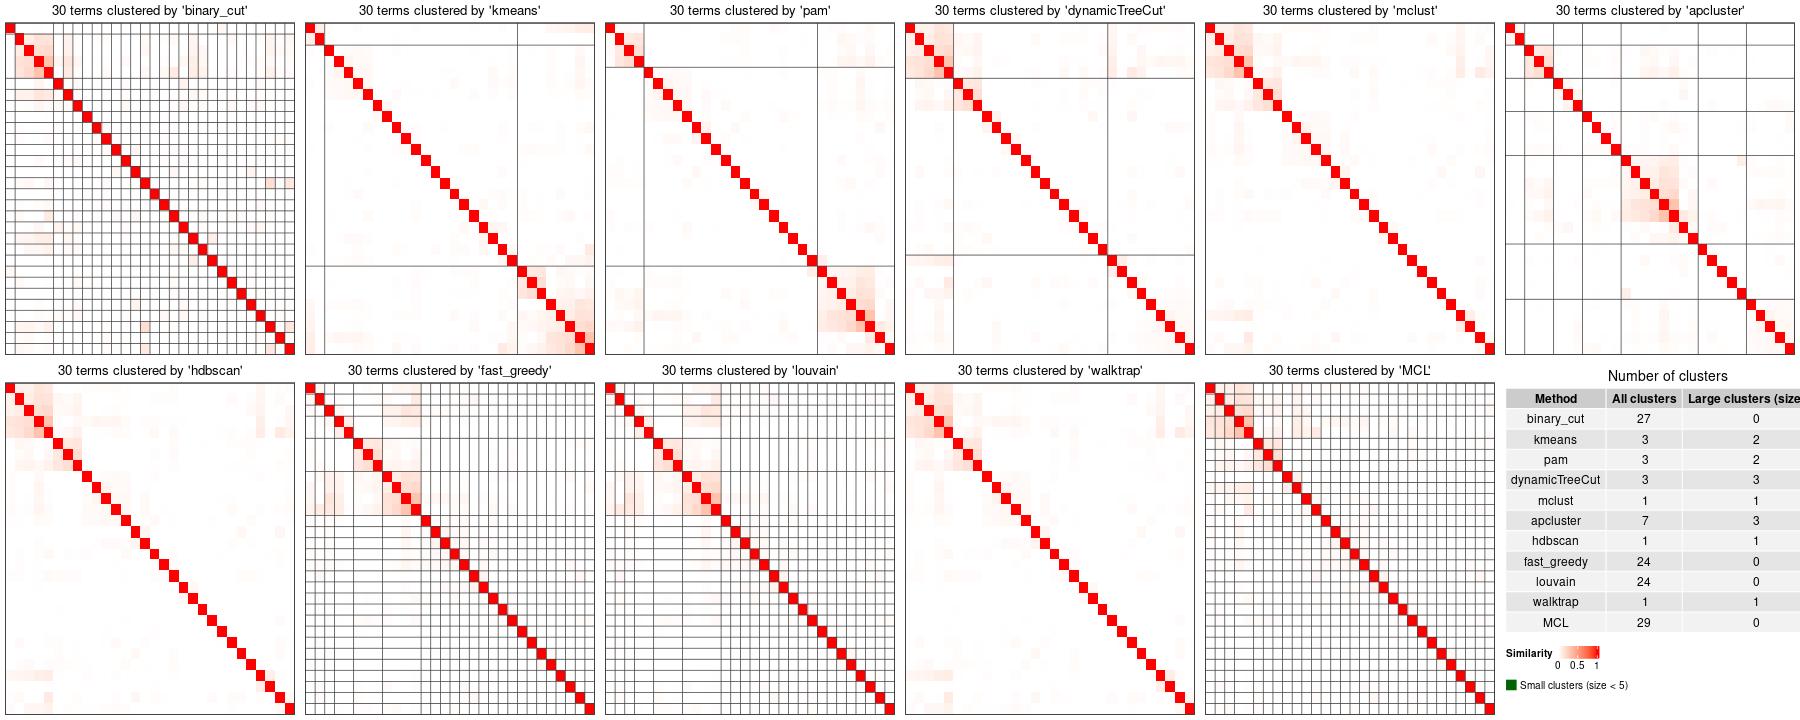 30 terms clustered by 'binary_cut'
30 terms clustered by 'kmeans'
30 terms clustered by 'pam'
30 terms clustered by 'dynamicTreeCut'
30 terms clustered by 'mclust'
30 terms clustered by 'apcluster'
30 terms clustered by 'hdbscan'
30 terms clustered by 'fast_greedy'
30 terms clustered by 'louvain'
30 terms clustered by 'walktrap'
30 terms clustered by 'MCL'
Number of clusters
Method All clusters Large clusters (size
binary_cut 27 0
kmeans 3 2
pam 3 2
dynamicTreeCut 3 3
mclust 1 1
apcluster 7 3
hdbscan 1 1
fast_greedy 24 0
louvain 24 0
walktrap 1 1
MCL 29 0
Similarity
0 0.5 1
Small clusters (size < 5)